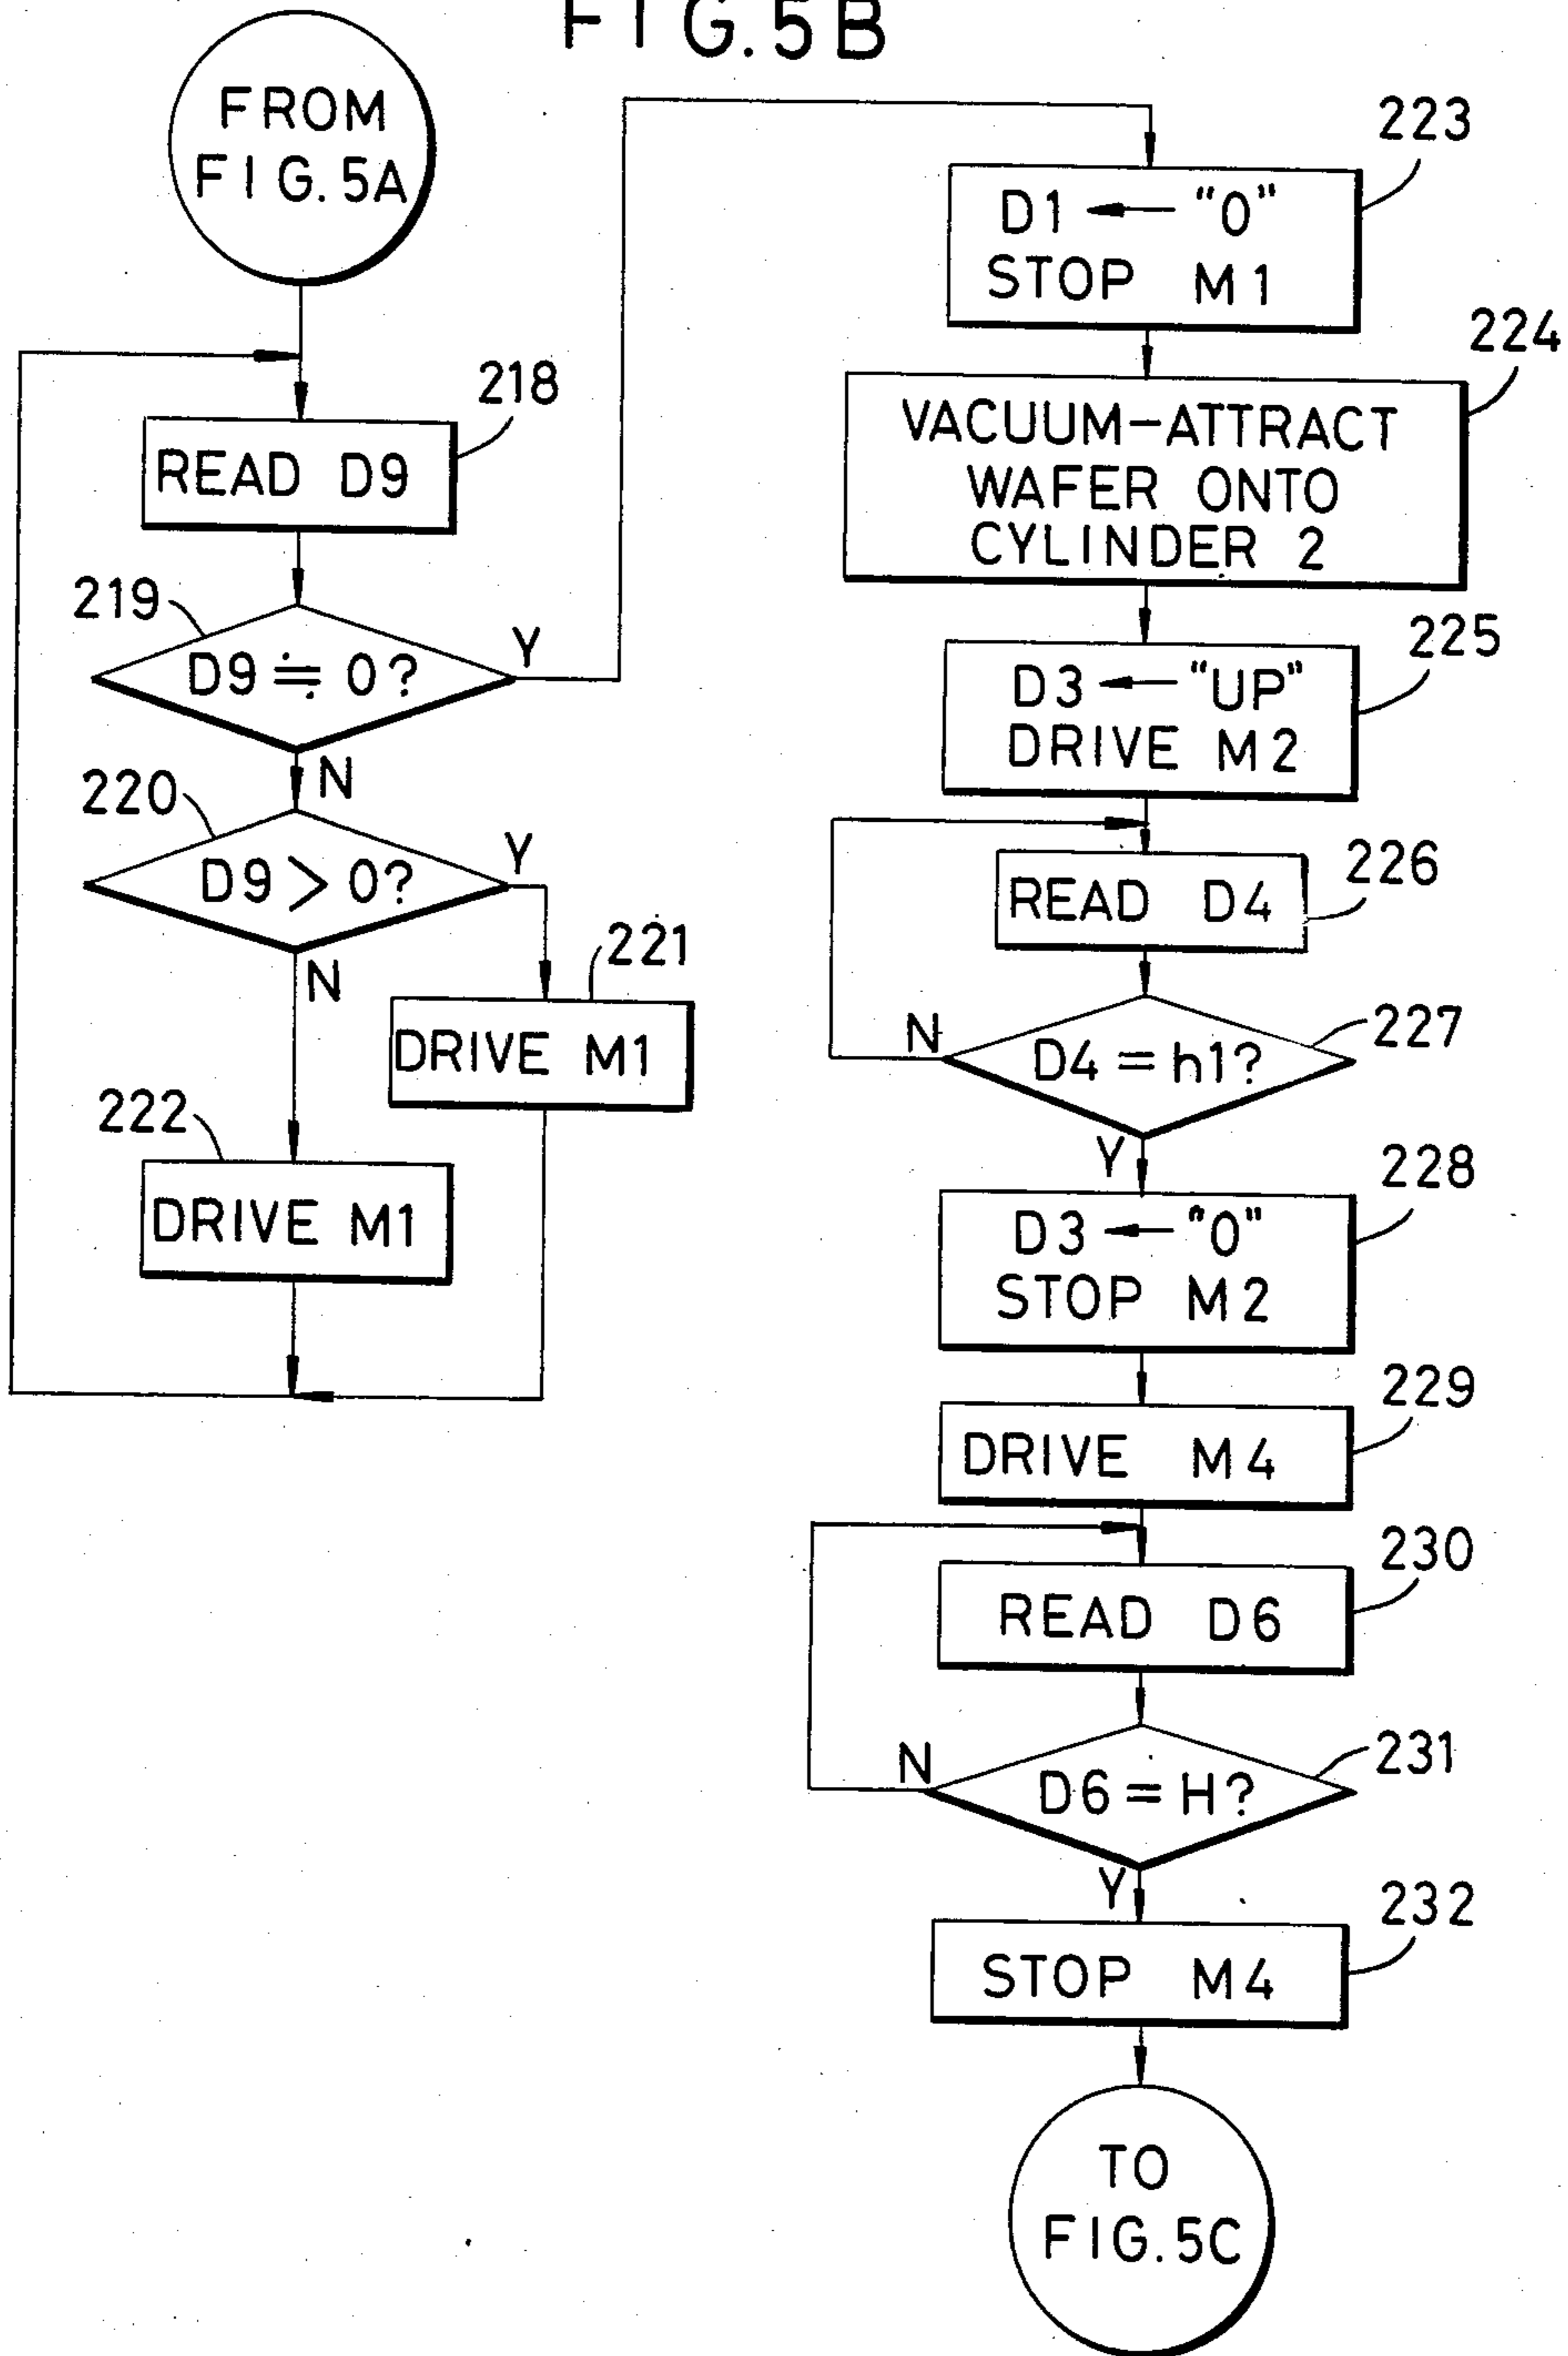 FIG. 5B
FROM
FIG. 5A
218
READ D9
219
D9 ≒ 0?
Y
N
220
D9 > 0?
Y
N
221
DRIVE M1
222
DRIVE M1
223
D1 ← "0"
STOP M1
224
VACUUM-ATTRACT
WAFER ONTO
CYLINDER 2
225
D3 ← "UP"
DRIVE M2
226
READ D4
227
D4 = h1?
N
Y
228
D3 ← "0"
STOP M2
229
DRIVE M4
230
READ D6
231
D6 = H?
N
Y
232
STOP M4
TO
FIG. 5C